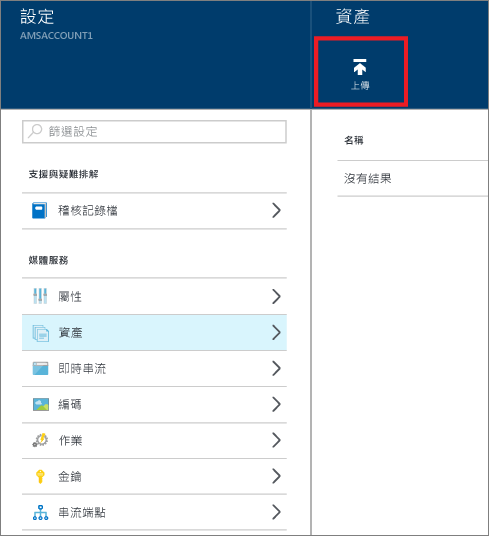 設定
AMSACCOUNT1
篩選設定
支援與疑難排解
稽核記錄檔
媒體服務
屬性
資產
即時串流
編碼
作業
金鑰
串流端點
資產
上傳
名稱
沒有結果